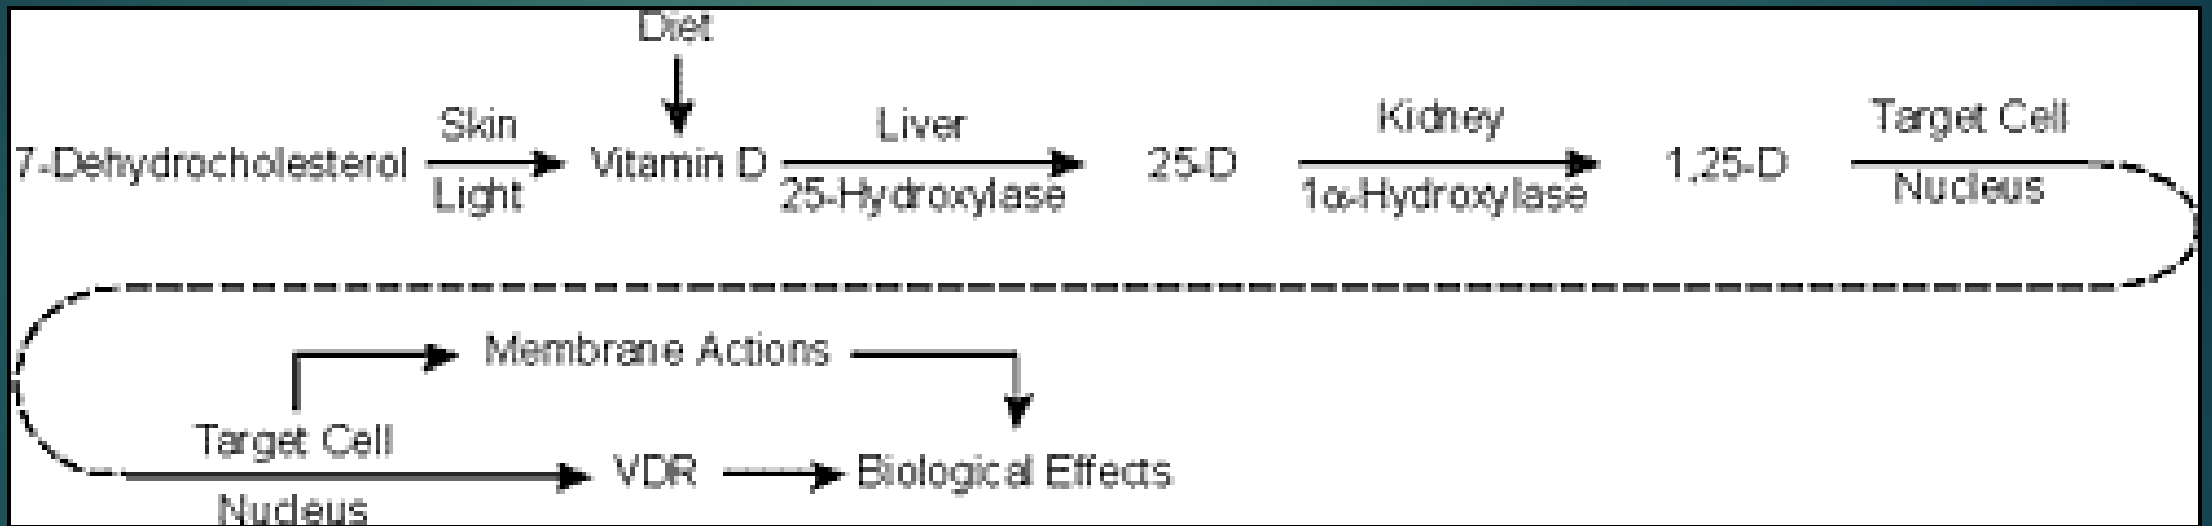 Diet
Skin
Liver
Kidney
Target Cell
7-Dehydrocholesterol
Vitamin D
25-D
1,25-D
Light
25-Hydroxylase
1α-Hydroxylase
Nucleus
Membrane Actions
Target Cell
VDR
Biological Effects
Nucleus